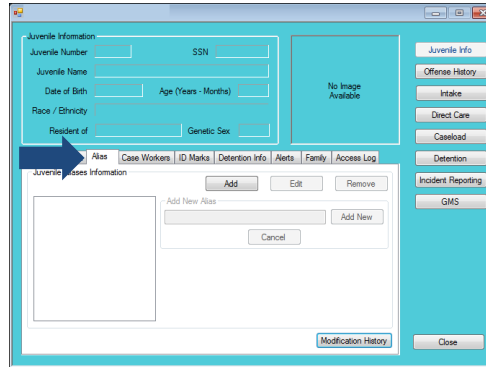 Juvenile Information
Juvenile Number
SSN
Juvenile Name
Date of Birth
Age (Years - Months)
Race / Ethnicity
Resident of
Genetic Sex
No Image
Available
Juvenile Info
Offense History
Intake
Direct Care
Caseload
Detention
Incident Reporting
GMS
Alias
Case Workers
ID Marks
Detention Info
Alerts
Family
Access Log
Information
Add
Edit
Remove
Add New Alias
Add New
Cancel
Modification History
Close